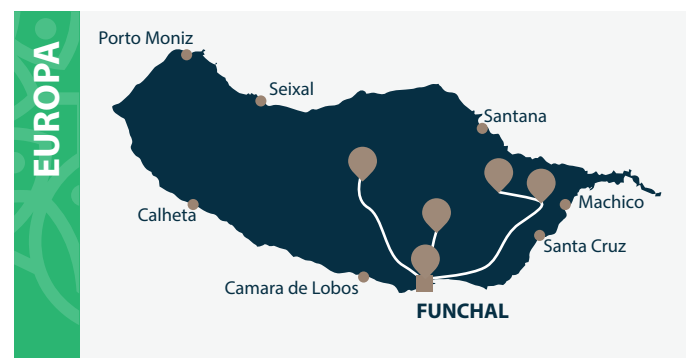 EUROPA
Porto Moniz
Seixal
Santana
Machico
Calheta
Santa Cruz
Camara de Lobos
FUNCHAL